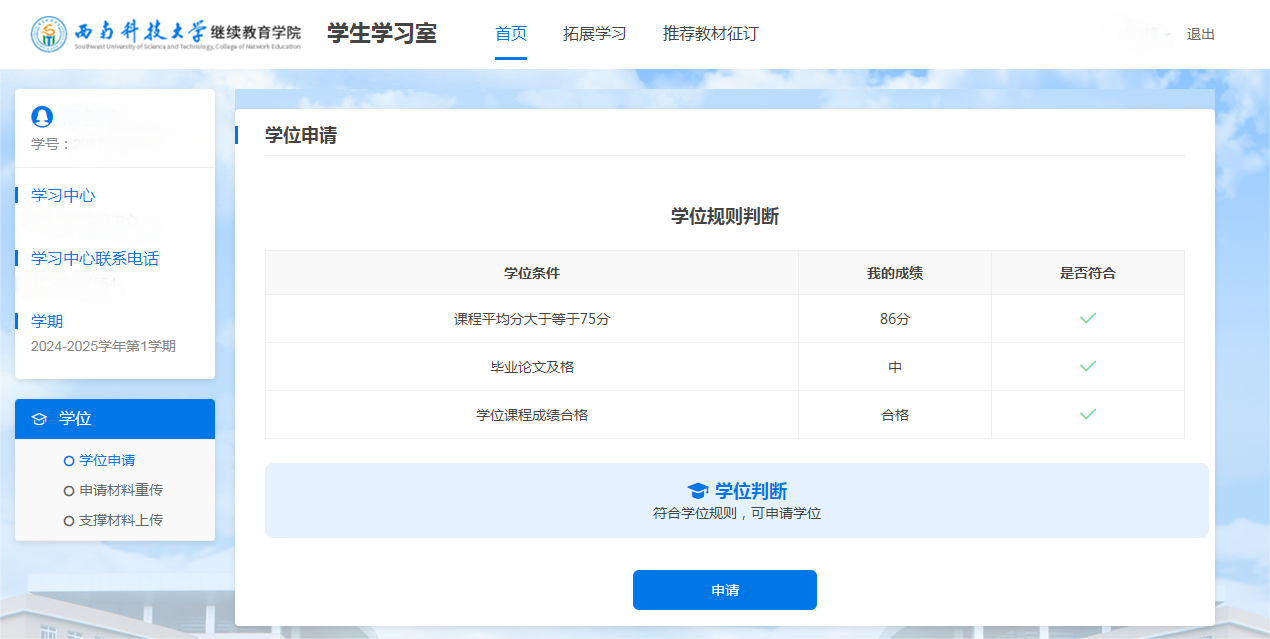 西南科技大学继续教育学院
Southwest University of Science and Technology, Collage of Network Education
学生学习室
首页
拓展学习
推荐教材征订
退出
学号：
学习中心
学习中心联系电话
学期
2024-2025学年第1学期
学位
学位申请
申请材料重传
支撑材料上传
学位申请
学位规则判断
学位条件 我的成绩 是否符合
课程平均分大于等于75分 86分
毕业论文及格 中
学位课程成绩合格 合格
学位判断
符合学位规则，可申请学位
申请